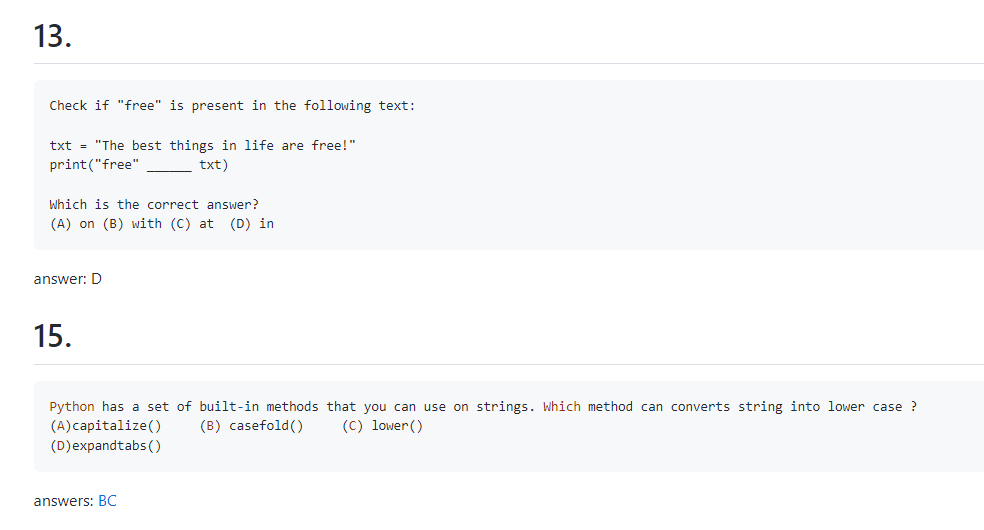 13.
Check if "free" is present in the following text:
txt = "The best things in life are free!"
print("free" ______ txt)
Which is the correct answer?
(A) on (B) with (C) at  (D) in
answer: D
15.
Python has a set of built-in methods that you can use on strings. Which method can converts string into lower case ?
(A)capitalize()     (B) casefold()     (C) lower()
(D)expandtabs()
answers: BC